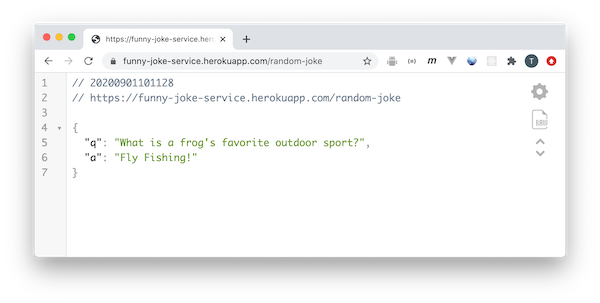 https://funny-joke-service.hero
funny-joke-service.herokuapp.com/random-joke
T
1 // 20200901101128
2 // https://funny-joke-service.herokuapp.com/random-joke
3
4 {
5 "q": "What is a frog's favorite outdoor sport?",
6 "a": "Fly Fishing!"
7 }